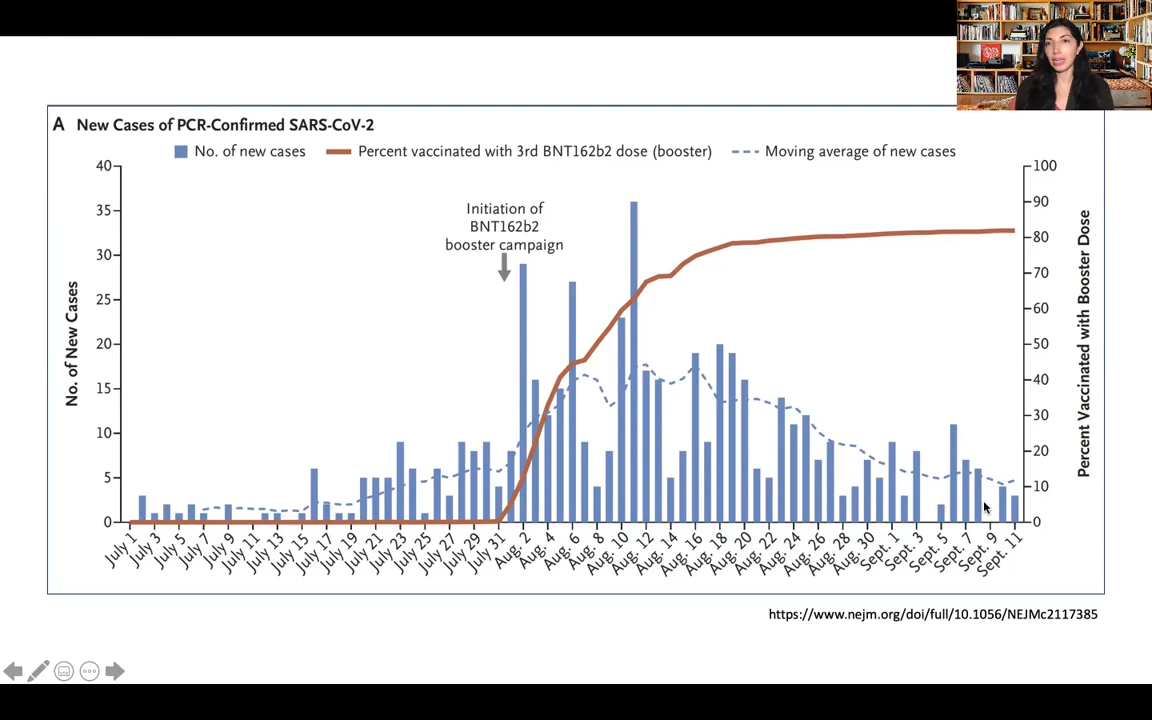 A New Cases of PCR-Confirmed SARS-CoV-2
No. of new cases
Percent vaccinated with 3rd BNT162b2 dose (booster)
Moving average of new cases
Initiation of
BNT162b2
booster campaign
No. of New Cases
40
35
30
25
20
15
10
5
0
100
90
80
70
60
50
40
30
20
10
0
Percent Vaccinated with Booster Dose
July 1
July 3
July 5
July 7
July 9
July 11
July 13
July 15
July 17
July 19
July 21
July 23
July 25
July 27
July 29
July 31
Aug. 2
Aug. 4
Aug. 6
Aug. 8
Aug. 10
Aug. 12
Aug. 14
Aug. 16
Aug. 18
Aug. 20
Aug. 22
Aug. 24
Aug. 26
Aug. 28
Aug. 30
Sept. 1
Sept. 3
Sept. 5
Sept. 7
Sept. 9
Sept. 11
https://www.nejm.org/doi/full/10.1056/NEJMc2117385